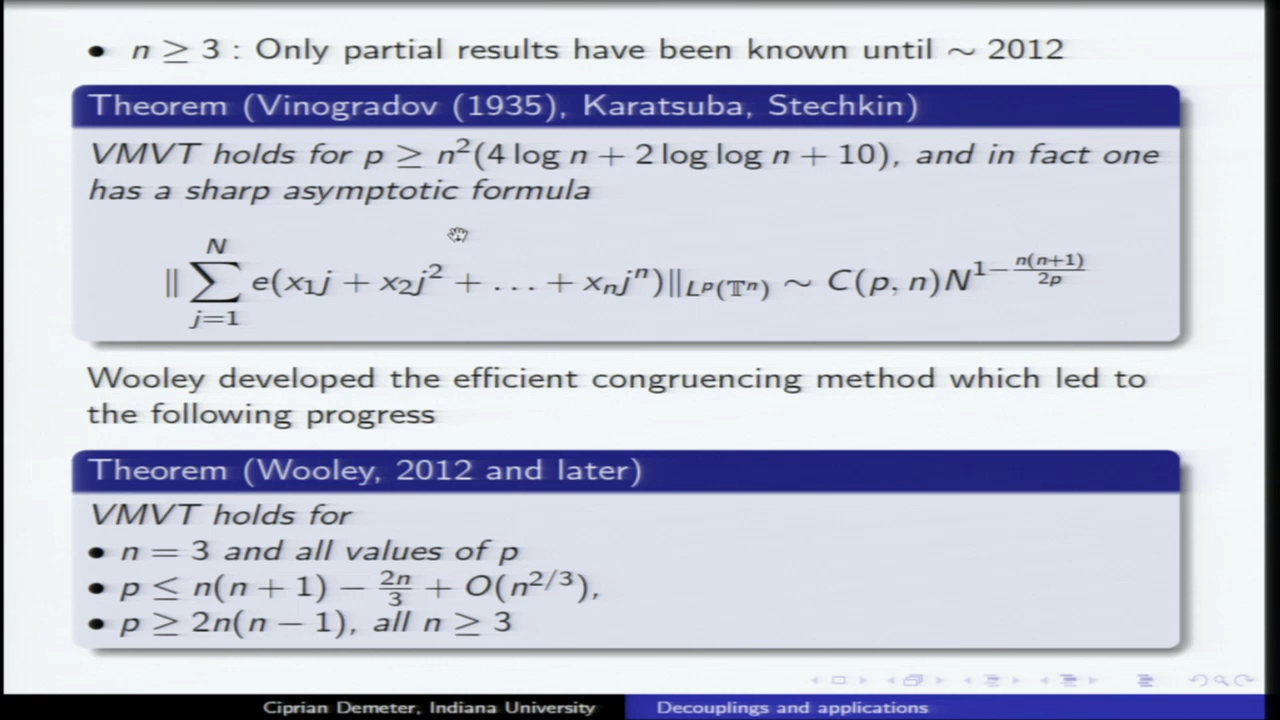 • n ≥ 3 : Only partial results have been known until ∼ 2012
Theorem (Vinogradov (1935), Karatsuba, Stechkin)
VMVT holds for p ≥ n²(4 log n + 2 log log n + 10), and in fact one
has a sharp asymptotic formula
‖ ∑_{j=1}^{N} e(x₁j + x₂j² + … + xₙjⁿ)‖_{L^p(𝕋ⁿ)} ∼ C(p, n)N^{1−\frac{n(n+1)}{2p}}
Wooley developed the efficient congruencing method which led to
the following progress
Theorem (Wooley, 2012 and later)
VMVT holds for
• n = 3 and all values of p
• p ≤ n(n + 1) − \frac{2n}{3} + O(n^{2/3}),
• p ≥ 2n(n − 1), all n ≥ 3
Ciprian Demeter, Indiana University
Decouplings and applications